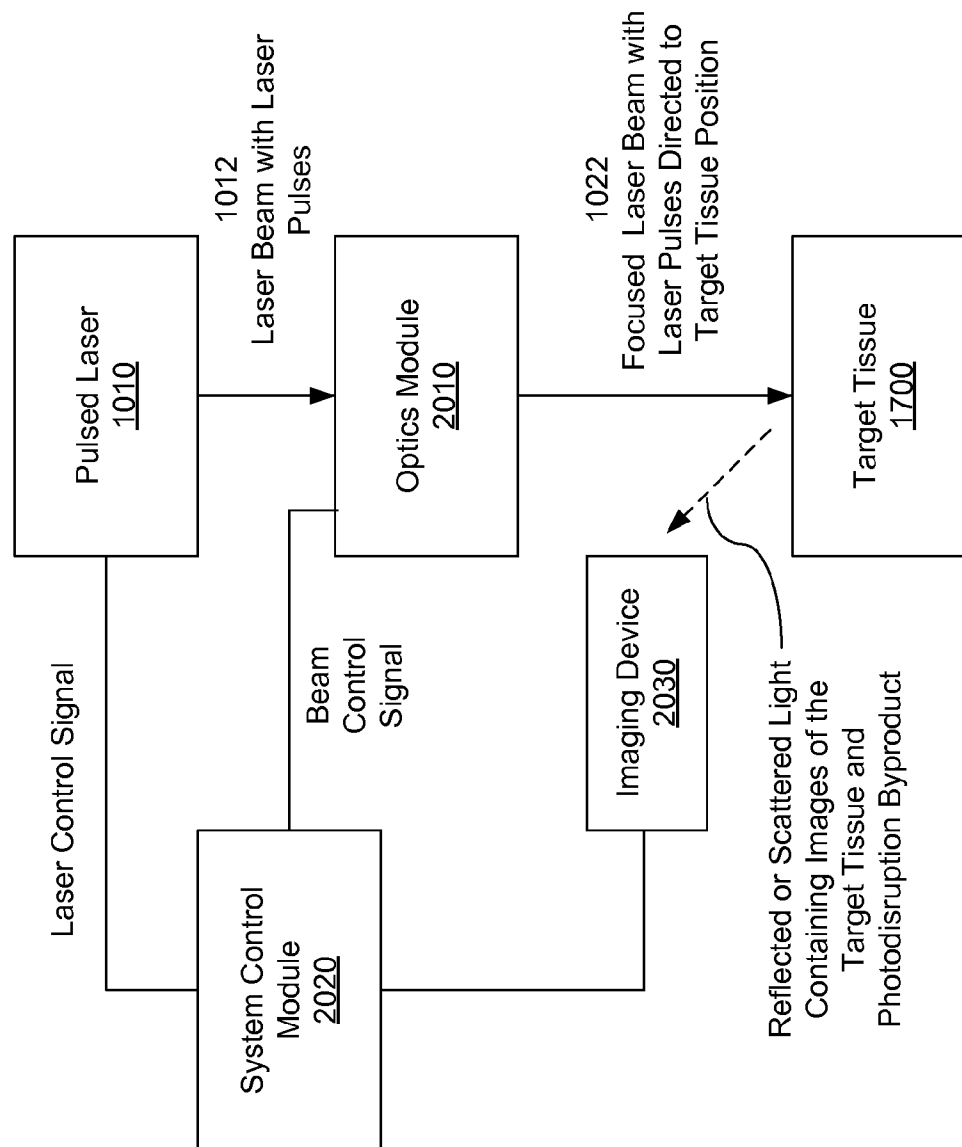 Pulsed Laser
1010
1012
Laser Beam with Laser
Pulses
Laser Control Signal
Optics Module
2010
Beam
Control
Signal
System Control
Module
2020
1022
Focused Laser Beam with
Laser Pulses Directed to
Target Tissue Position
Imaging Device
2030
Target Tissue
1700
Reflected or Scattered Light
Containing Images of the
Target Tissue and
Photodisruption Byproduct